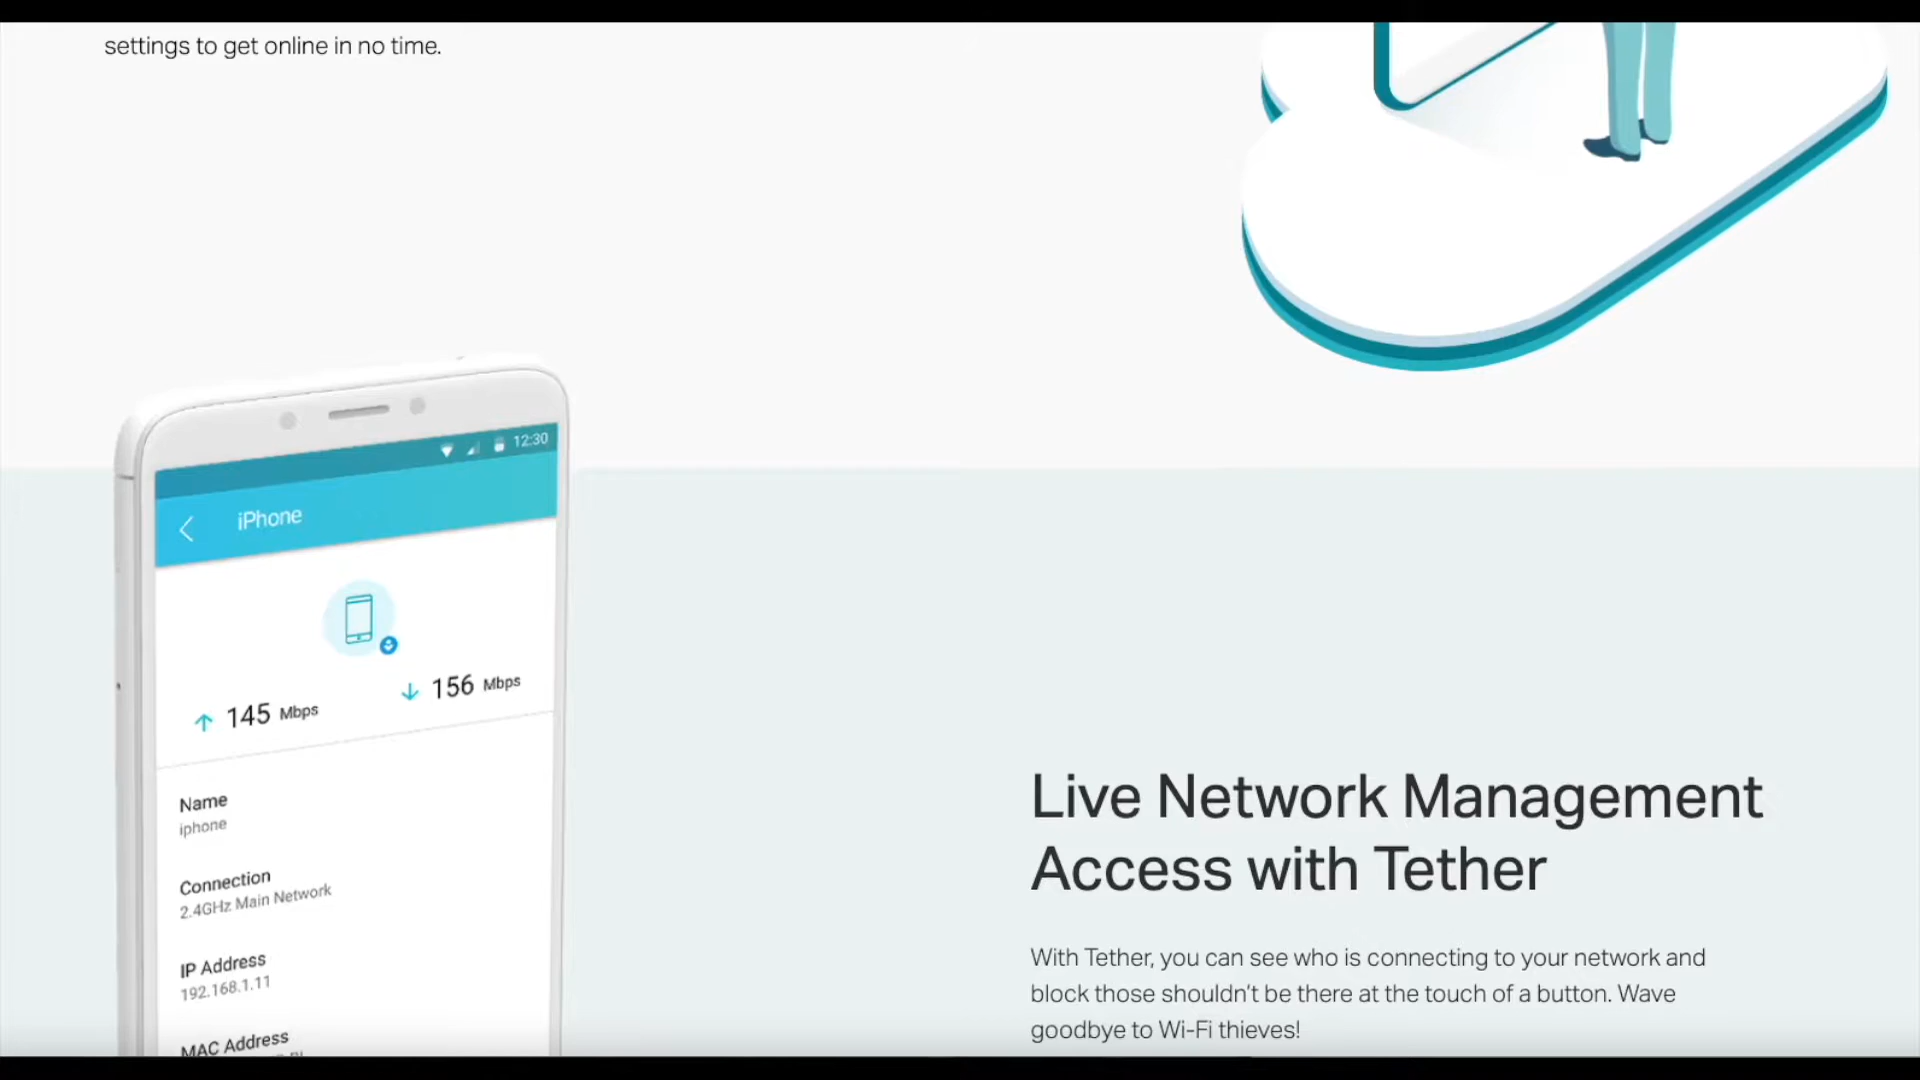 settings to get online in no time.
12:30
iPhone
145 Mbps
156 Mbps
Name
iphone
Connection
2.4GHz Main Network
IP Address
192.168.1.11
MAC Address
Live Network Management
Access with Tether
With Tether, you can see who is connecting to your network and
block those shouldn't be there at the touch of a button. Wave
goodbye to Wi-Fi thieves!